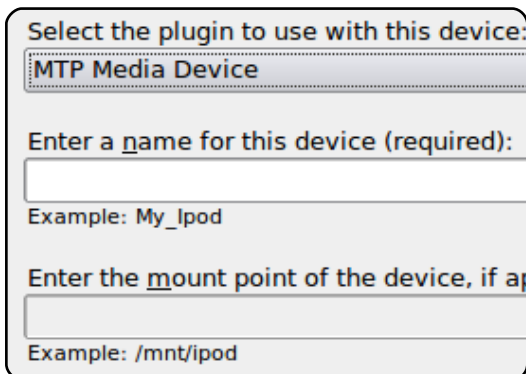 Select the plugin to use with this device:
MTP Media Device
Enter a name for this device (required):
Example: My_Ipod
Enter the mount point of the device, if
Example: /mnt/ipod